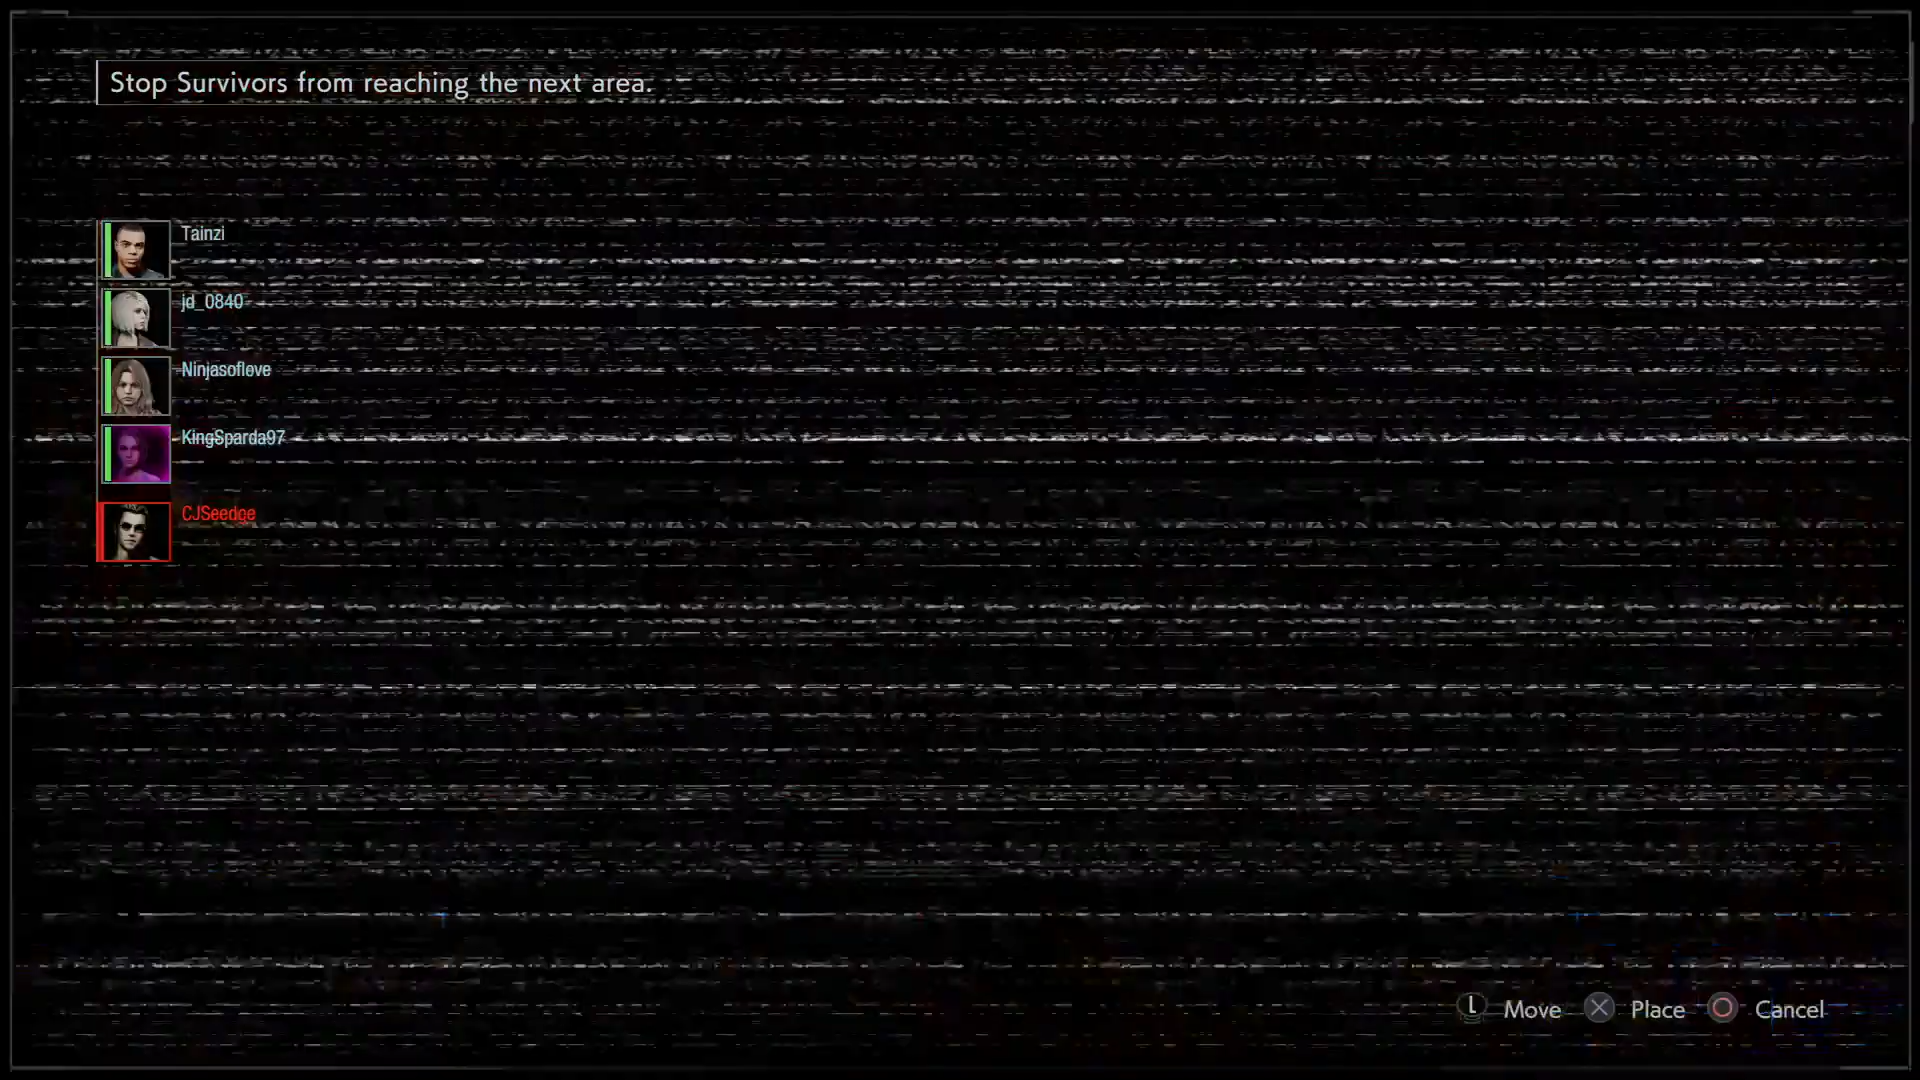 Stop Survivors from reaching the next area.
Tainzi
jd_0840
Ninjasoflove
KingSparda97
CJSeedge
L Move Place Cancel